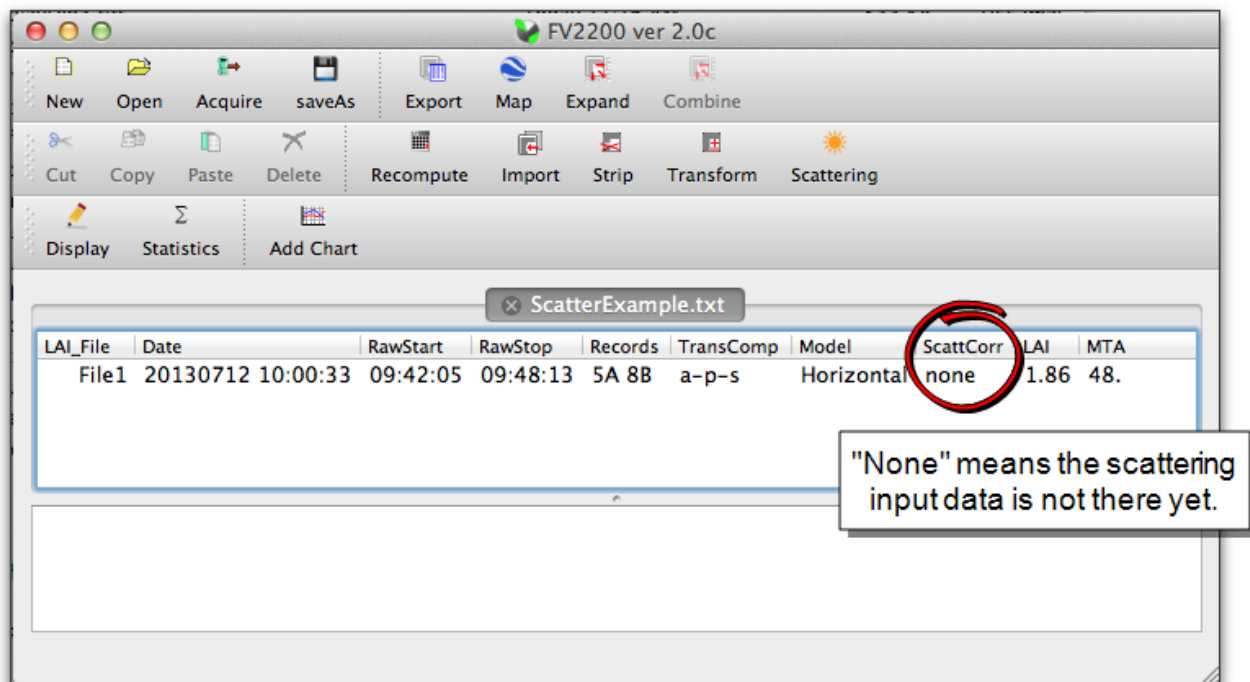 FV2200 ver 2.0c
New Open Acquire saveAs Export Map Expand Combine
Cut Copy Paste Delete Recompute Import Strip Transform Scattering
Σ
Display Statistics Add Chart
ScatterExample.txt
LAI_File Date RawStart RawStop Records TransComp Model ScattCorr LAI MTA
File1 20130712 10:00:33 09:42:05 09:48:13 5A 8B a-p-s Horizontal none 1.86 48.
"None" means the scattering
input data is not there yet.